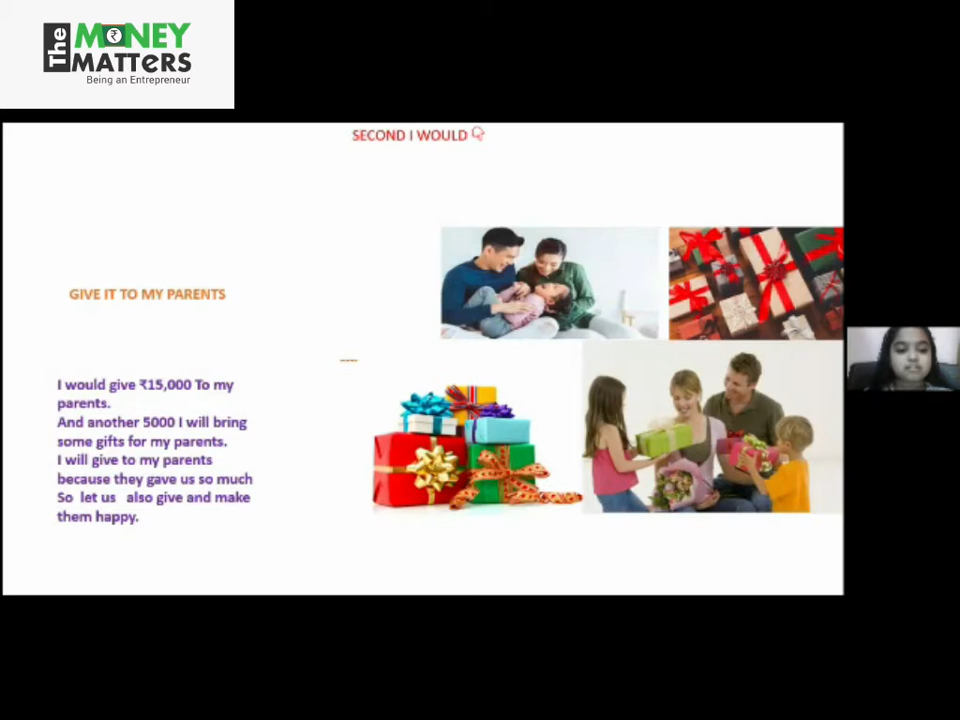 The
MONEY
MATTERS
Being an Entrepreneur
SECOND I WOULD
GIVE IT TO MY PARENTS
I would give ₹15,000 To my
parents.
And another 5000 I will bring
some gifts for my parents.
I will give to my parents
because they gave us so much
So let us also give and make
them happy.